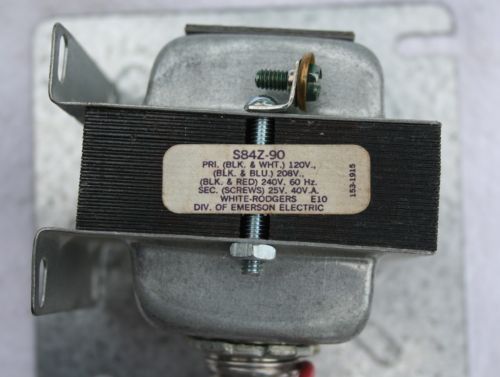 S84Z-90
PRI. (BLK. & WHT.) 120V.,
(BLK. & BLU.) 208V.,
(BLK. & RED) 240V. 60 Hz.
SEC. (SCREWS) 25V. 40V.A.
WHITE-RODGERS E10
DIV. OF EMERSON ELECTRIC
153-1915